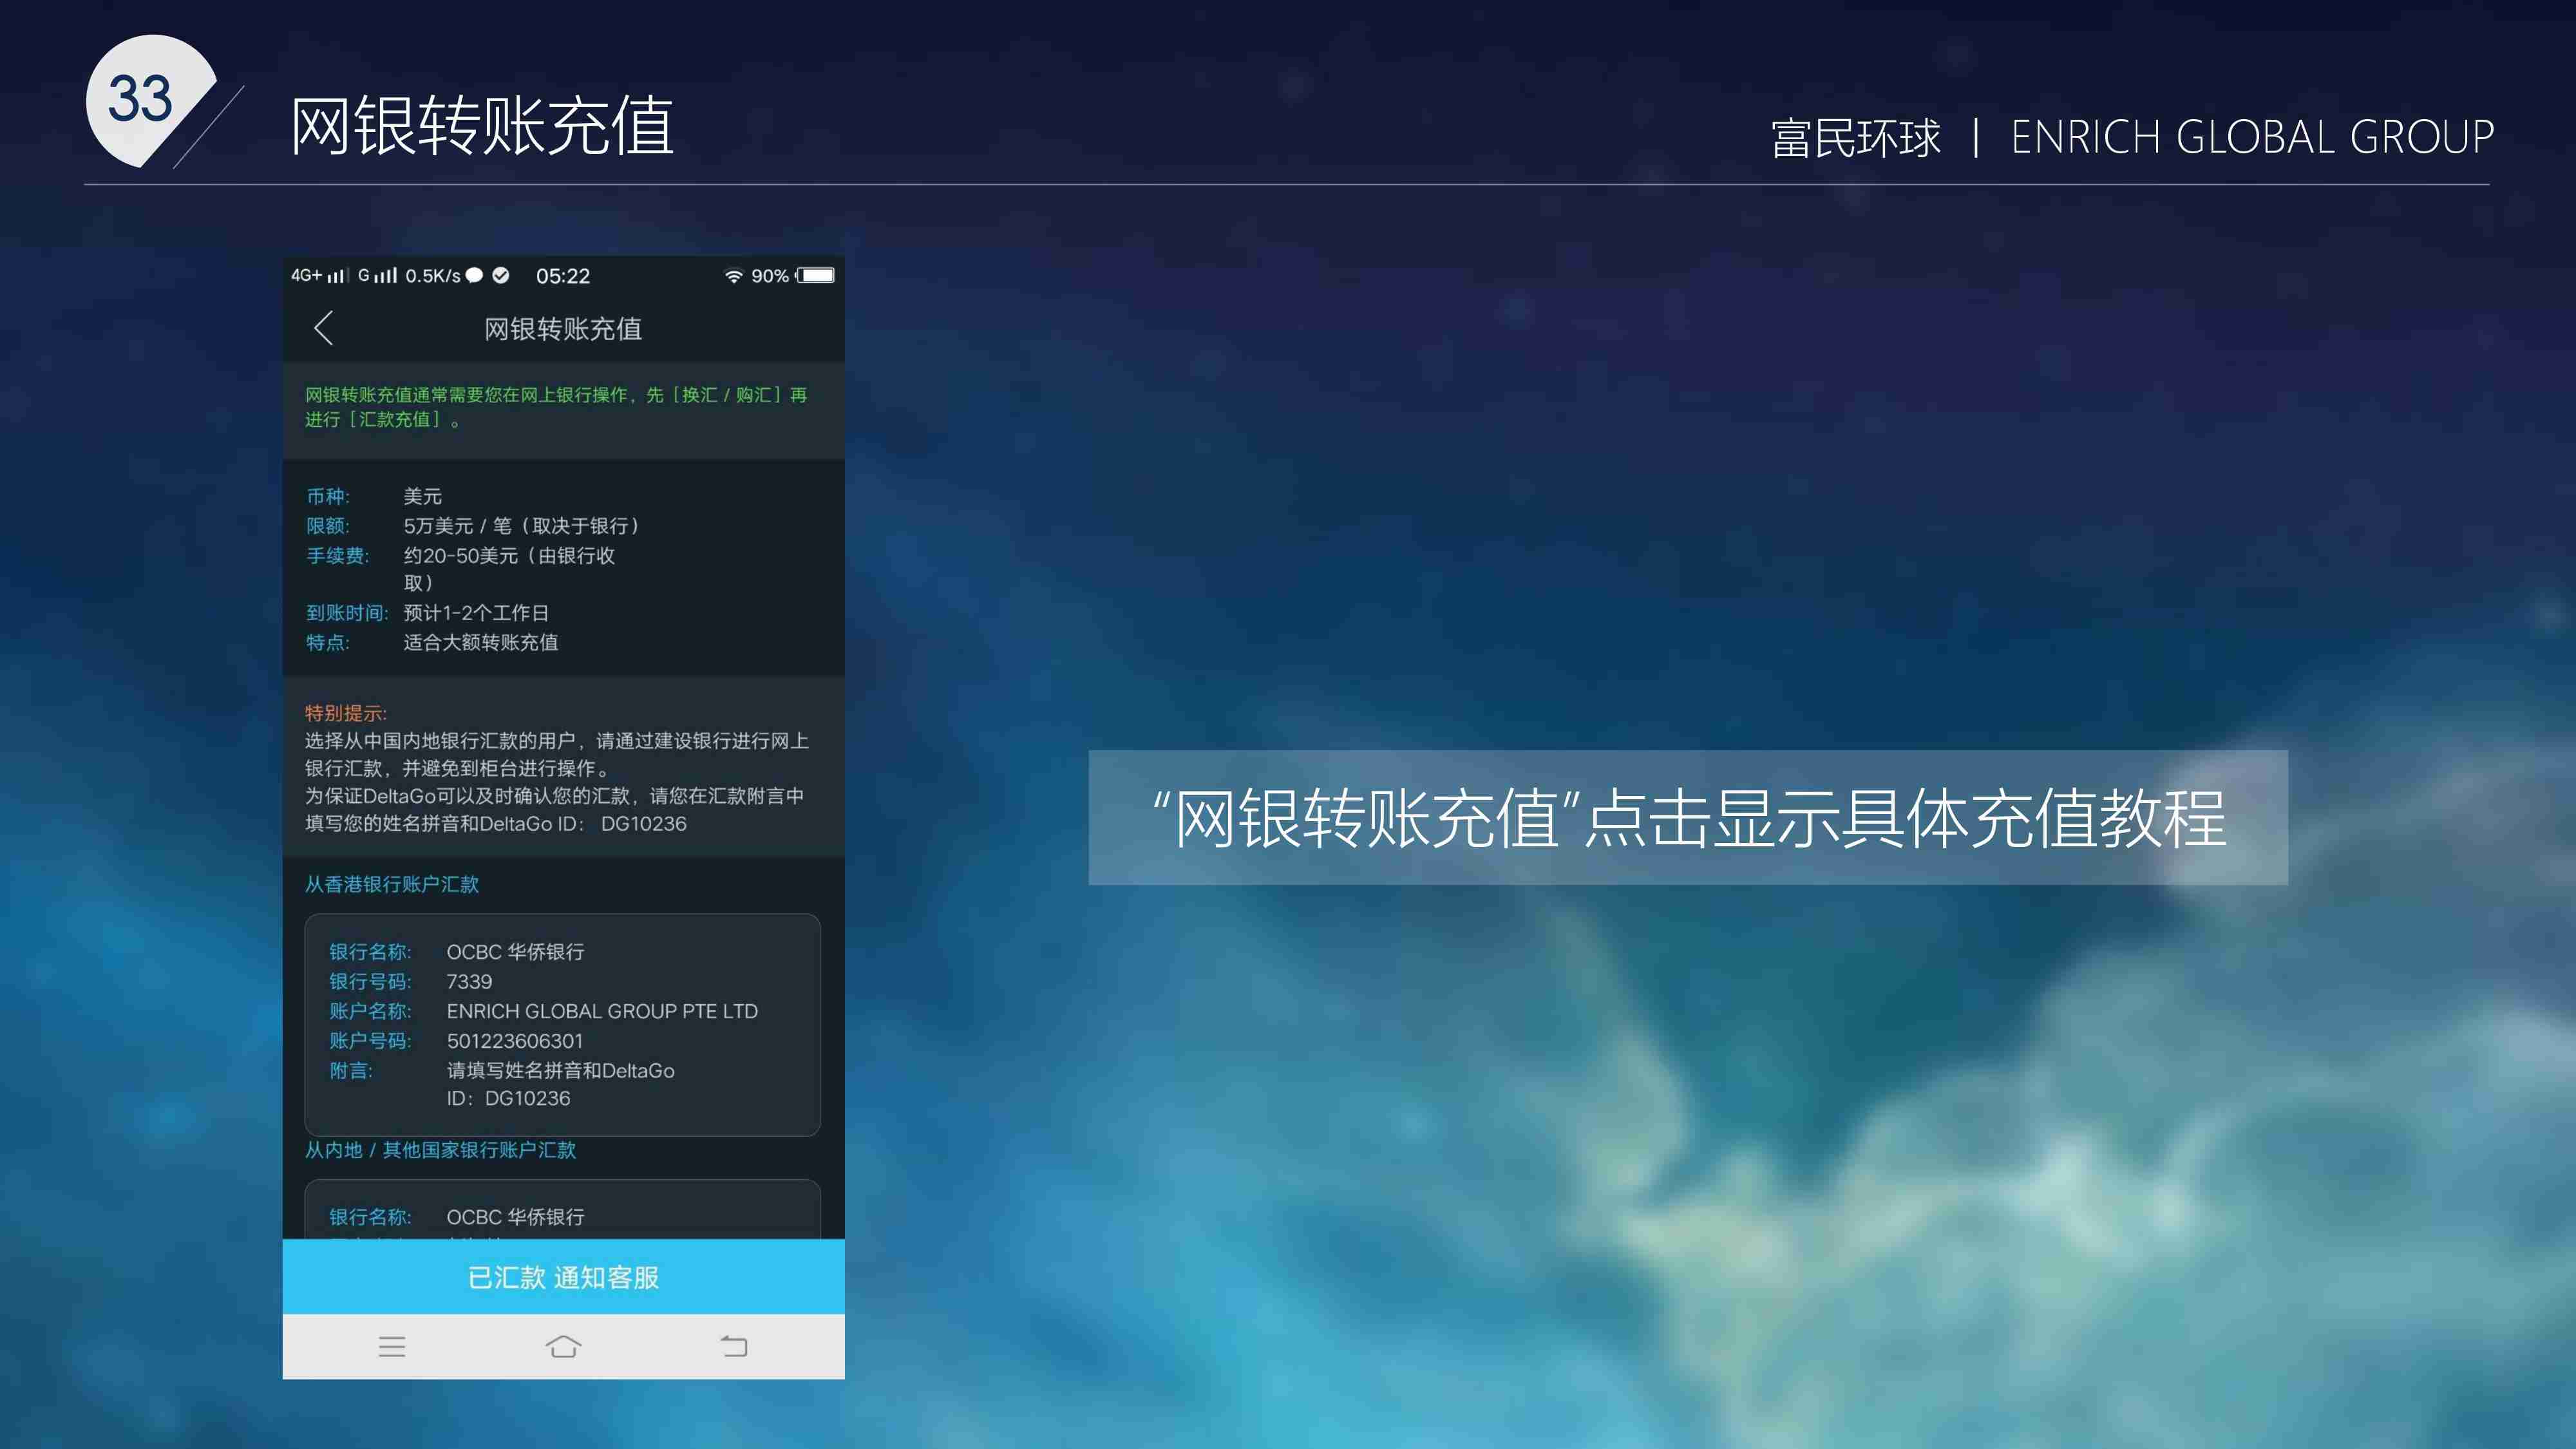 33
网银转账充值
富民环球 | ENRICH GLOBAL GROUP
4G+ G 0.5K/s 05:22 90%
网银转账充值
网银转账充值通常需要您在网上银行操作，先［换汇 / 购汇］再
进行［汇款充值］。
币种: 美元
限额: 5万美元 / 笔（取决于银行）
手续费: 约20-50美元（由银行收
取）
到账时间: 预计1-2个工作日
特点: 适合大额转账充值
特别提示:
选择从中国内地银行汇款的用户，请通过建设银行进行网上
银行汇款，并避免到柜台进行操作。
为保证DeltaGo可以及时确认您的汇款，请您在汇款附言中
填写您的姓名拼音和DeltaGo ID： DG10236
从香港银行账户汇款
银行名称: OCBC 华侨银行
银行号码: 7339
账户名称: ENRICH GLOBAL GROUP PTE LTD
账户号码: 501223606301
附言: 请填写姓名拼音和DeltaGo
ID：DG10236
从内地 / 其他国家银行账户汇款
银行名称: OCBC 华侨银行
已汇款 通知客服
“网银转账充值”点击显示具体充值教程